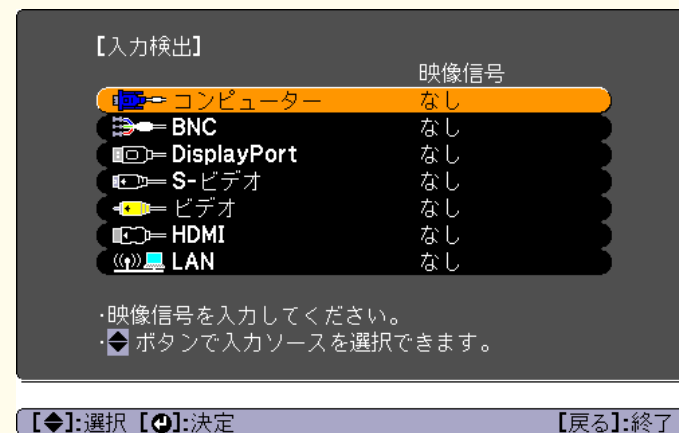 【入力検出】
映像信号
コンピューター なし
BNC なし
DisplayPort なし
S-ビデオ なし
ビデオ なし
HDMI なし
LAN なし
・映像信号を入力してください。
・ ボタンで入力ソースを選択できます。
【◆】:選択 【】:決定 【戻る】:終了